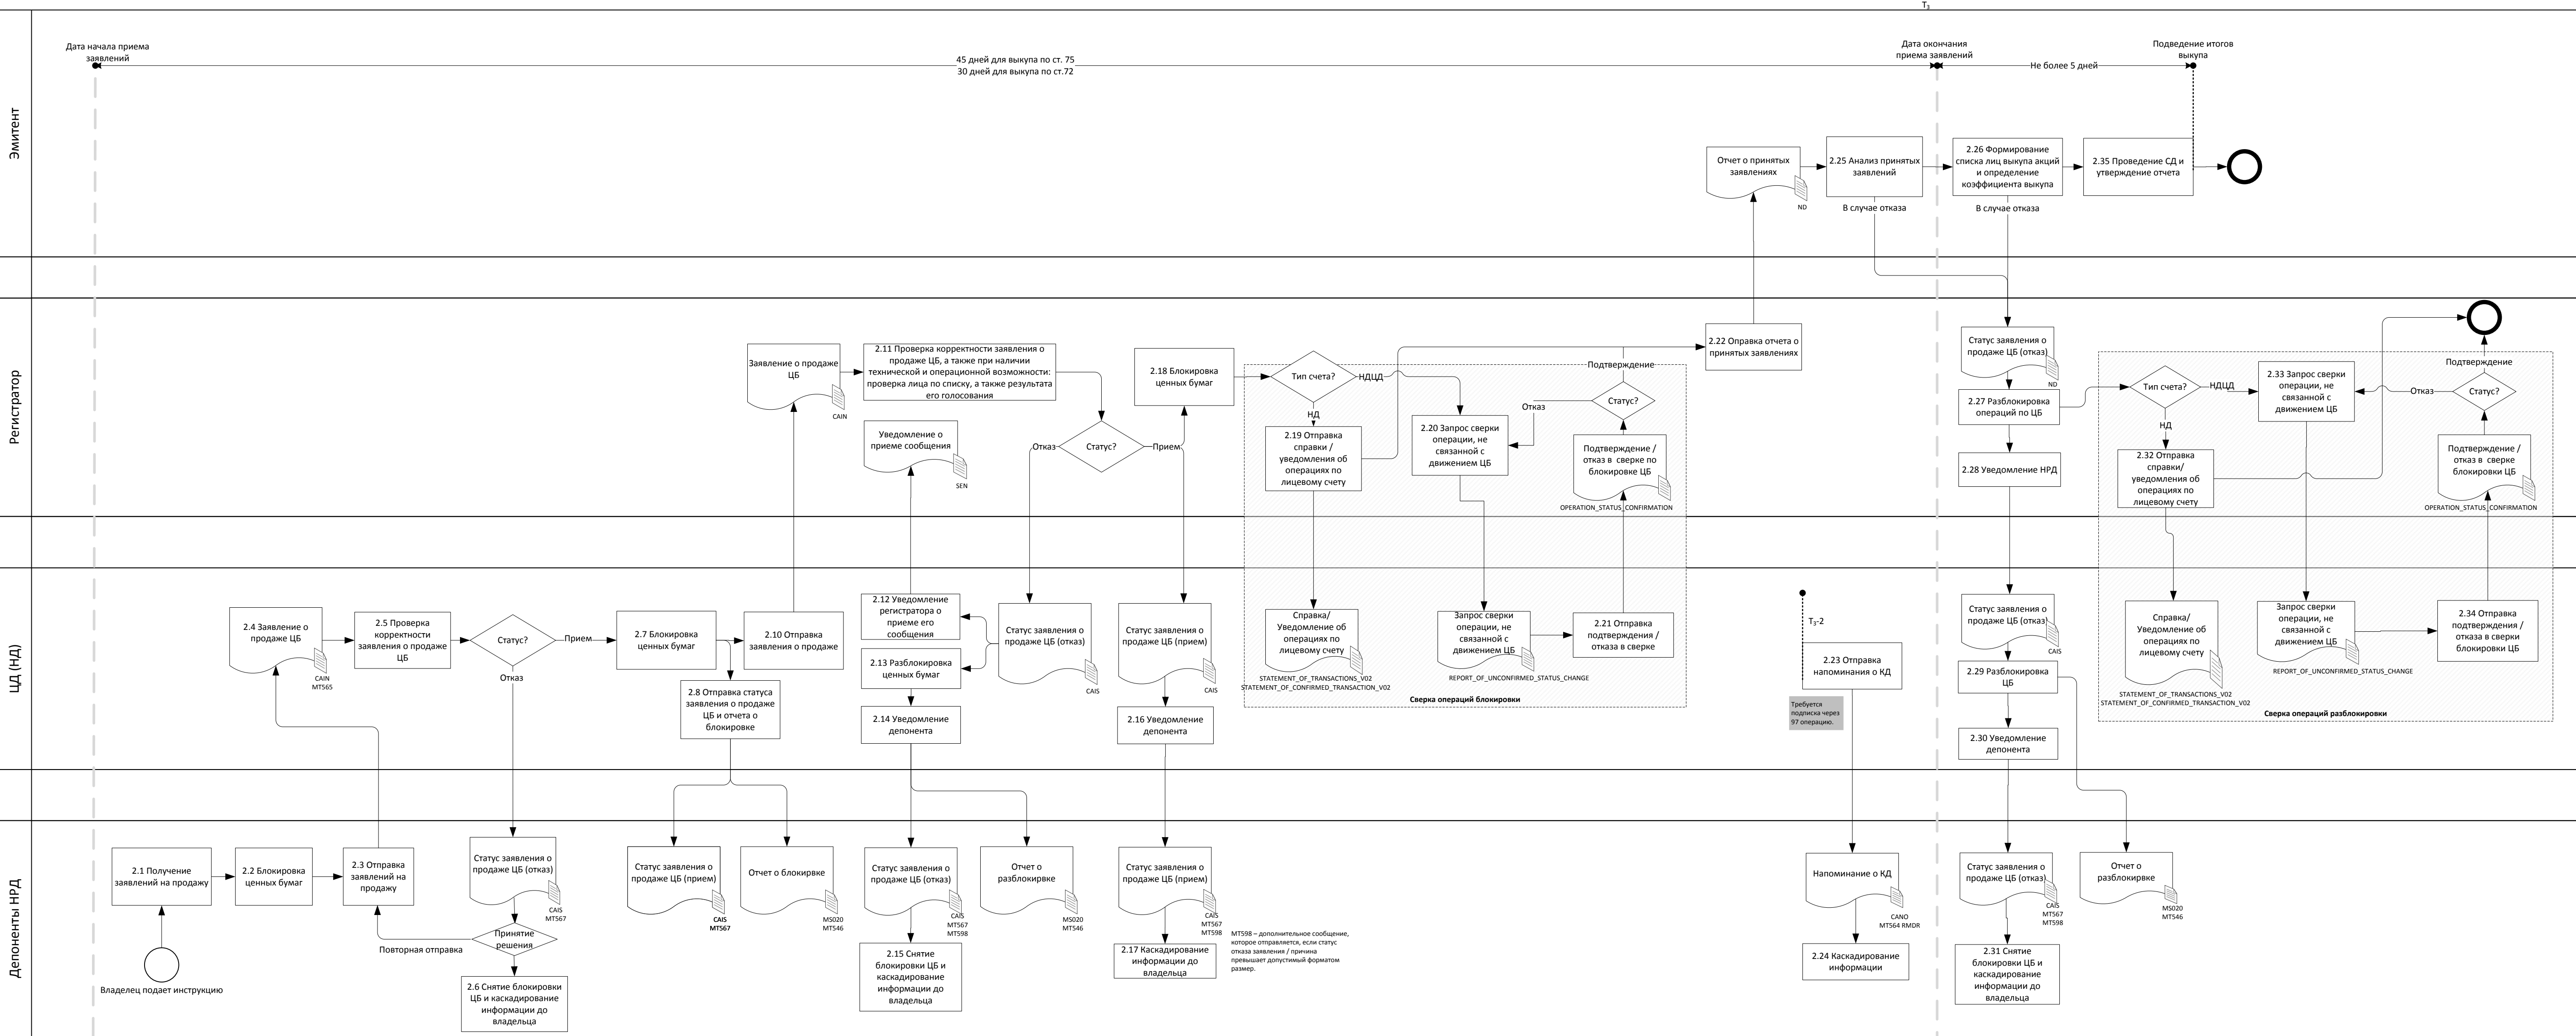 T₃
Эмитент
Дата начала приема
заявлений
45 дней для выкупа по ст. 75
30 дней для выкупа по ст.72
Дата окончания
приема заявлений
Не более 5 дней
Подведение итогов
выкупа
Отчет о принятых
заявлениях
ND
2.25 Анализ принятых
заявлений
В случае отказа
2.26 Формирование
списка лиц выкупа акций
и определение
коэффициента выкупа
В случае отказа
2.35 Проведение СД и
утверждение отчета
Регистратор
Заявление о продаже
ЦБ
CAIN
2.11 Проверка корректности заявления о
продаже ЦБ, а также при наличии
технической и операционной возможности:
проверка лица по списку, а также результата
его голосования
Уведомление о
приеме сообщения
SEN
Отказ
Статус?
Прием
2.18 Блокировка
ценных бумаг
Тип счета?
НДЦД
НД
2.19 Отправка
справки /
уведомления об
операциях по
лицевому счету
2.20 Запрос сверки
операции, не
связанной с
движением ЦБ
Отказ
Подтверждение
Статус?
Подтверждение /
отказ в  сверке по
блокировке ЦБ
OPERATION_STATUS_CONFIRMATION
2.22 Оправка отчета о
принятых заявлениях
Статус заявления о
продаже ЦБ (отказ)
ND
2.27 Разблокировка
операций по ЦБ
2.28 Уведомление НРД
Тип счета?
НДЦД
НД
2.32 Отправка
справки/
уведомления об
операциях по
лицевому счету
2.33 Запрос сверки
операции, не
связанной с
движением ЦБ
Отказ
Подтверждение
Статус?
Подтверждение /
отказ в  сверке
блокировки ЦБ
OPERATION_STATUS_CONFIRMATION
ЦД (НД)
2.4 Заявление о
продаже ЦБ
CAIN
MT565
2.5 Проверка
корректности
заявления о продаже
ЦБ
Статус?
Прием
Отказ
2.7 Блокировка
ценных бумаг
2.8 Отправка статуса
заявления о продаже
ЦБ и отчета о
блокировке
2.10 Отправка
заявления о продаже
2.12 Уведомление
регистратора о
приеме его
сообщения
2.13 Разблокировка
ценных бумаг
2.14 Уведомление
депонента
Статус заявления о
продаже ЦБ (отказ)
CAIS
Статус заявления о
продаже ЦБ (прием)
CAIS
2.16 Уведомление
депонента
Справка/
Уведомление об
операциях по
лицевому счету
STATEMENT_OF_TRANSACTIONS_V02
STATEMENT_OF_CONFIRMED_TRANSACTION_V02
Запрос сверки
операции, не
связанной с
движением ЦБ
REPORT_OF_UNCONFIRMED_STATUS_CHANGE
2.21 Отправка
подтверждения /
отказа в сверке
Сверка операций блокировки
T₃-2
2.23 Отправка
напоминания о КД
Требуется
подписка через
97 операцию.
Статус заявления о
продаже ЦБ (отказ)
CAIS
2.29 Разблокировка
ЦБ
2.30 Уведомление
депонента
Справка/
Уведомление об
операциях по
лицевому счету
STATEMENT_OF_TRANSACTIONS_V02
STATEMENT_OF_CONFIRMED_TRANSACTION_V02
Запрос сверки
операции, не
связанной с
движением ЦБ
REPORT_OF_UNCONFIRMED_STATUS_CHANGE
2.34 Отправка
подтверждения /
отказа в сверки
блокировки ЦБ
Сверка операций разблокировки
Депоненты НРД
2.1 Получение
заявлений на продажу
Владелец подает инструкцию
2.2 Блокировка
ценных бумаг
2.3 Отправка
заявлений на
продажу
Повторная отправка
Статус заявления о
продаже ЦБ (отказ)
CAIS
MT567
Принятие
решения
2.6 Снятие блокировки
ЦБ и каскадирование
информации до
владельца
Статус заявления о
продаже ЦБ (прием)
CAIS
MT567
Отчет о блокирвке
MS020
MT546
Статус заявления о
продаже ЦБ (отказ)
CAIS
MT567
MT598
2.15 Снятие
блокировки ЦБ и
каскадирование
информации до
владельца
Отчет о
разблокирвке
MS020
MT546
Статус заявления о
продаже ЦБ (прием)
CAIS
MT567
MT598
2.17 Каскадирование
информации до
владельца
MT598 – дополнительное сообщение,
которое отправляется, если статус
отказа заявления / причина
превышает допустимый форматом
размер.
Напоминание о КД
CANO
MT564 RMDR
2.24 Каскадирование
информации
Статус заявления о
продаже ЦБ (отказ)
CAIS
MT567
MT598
2.31 Снятие
блокировки ЦБ и
каскадирование
информации до
владельца
Отчет о
разблокирвке
MS020
MT546